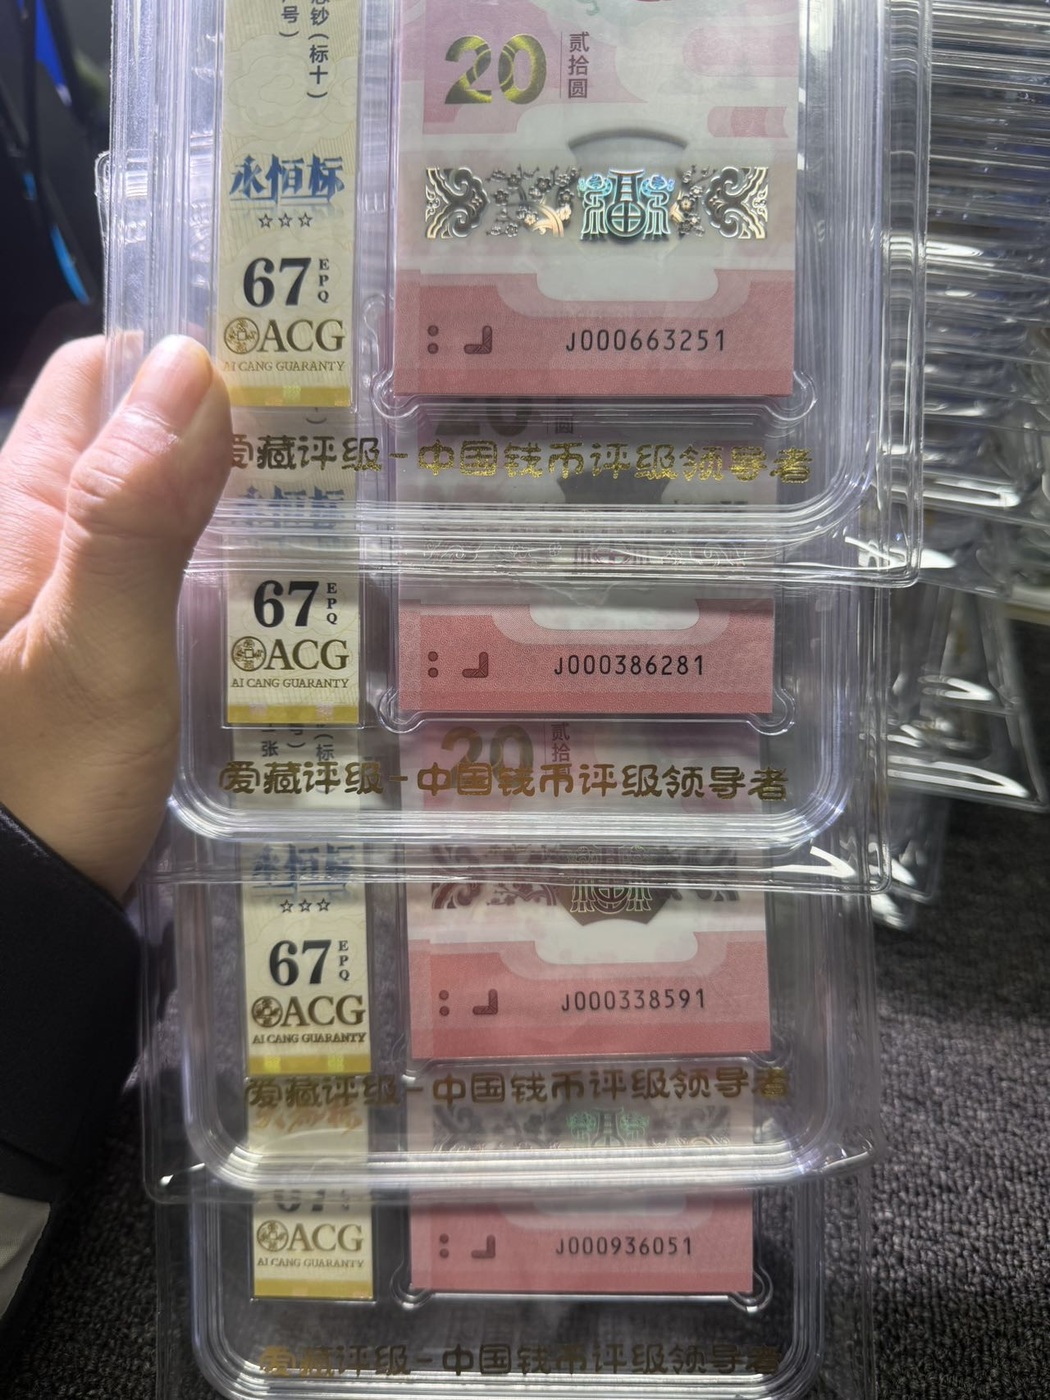 钞(标十)
号)
20
贰拾圆
永恒标
☆☆☆
67
EPQ
ACG
AI CANG GUARANTY
J000663251
爱藏评级-中国钱币评级领导者
67
EPQ
ACG
AI CANG GUARANTY
J000386281
20
贰拾
爱藏评级-中国钱币评级领导者
永恒标
☆☆☆
67
EPQ
ACG
AI CANG GUARANTY
J000338591
爱藏评级-中国钱币评级领导者
67
ACG
AI CANG GUARANTY
J000936051
爱藏评级-中国钱币评级领导者